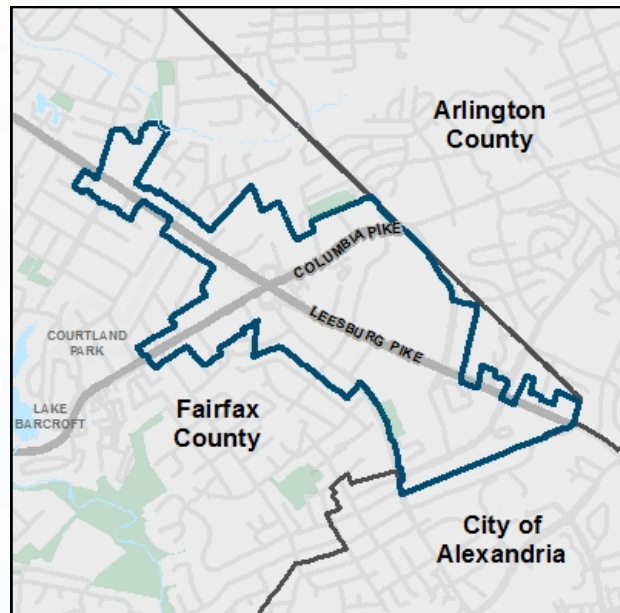 Arlington
County
COLUMBIA PIKE
LEESBURG PIKE
COURTLAND
PARK
LAKE
BARCROFT
Fairfax
County
City of
Alexandria